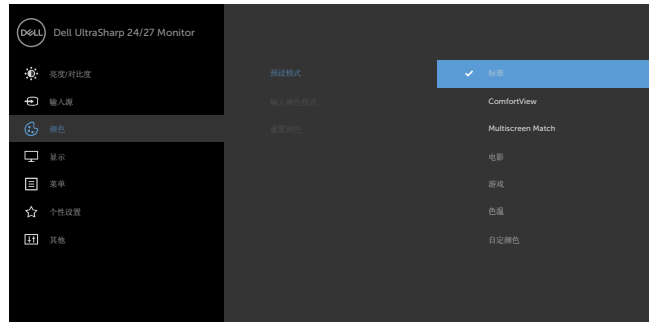 DELL Dell UltraSharp 24/27 Monitor
亮度/对比度 预设模式 标准
输入源 输入颜色格式 ComfortView
颜色 重置颜色 Multiscreen Match
显示 电影
菜单 游戏
个性设置 色温
其他 自定颜色